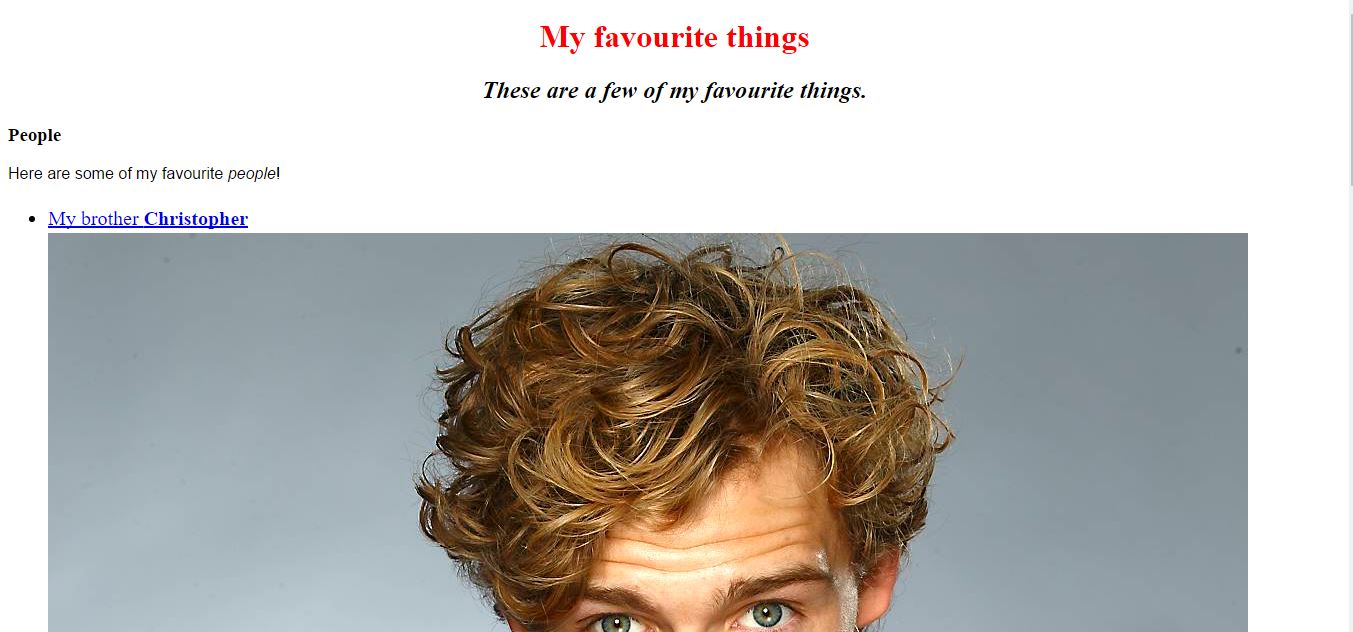 My favourite things
These are a few of my favourite things.
People
Here are some of my favourite people!
My brother Christopher